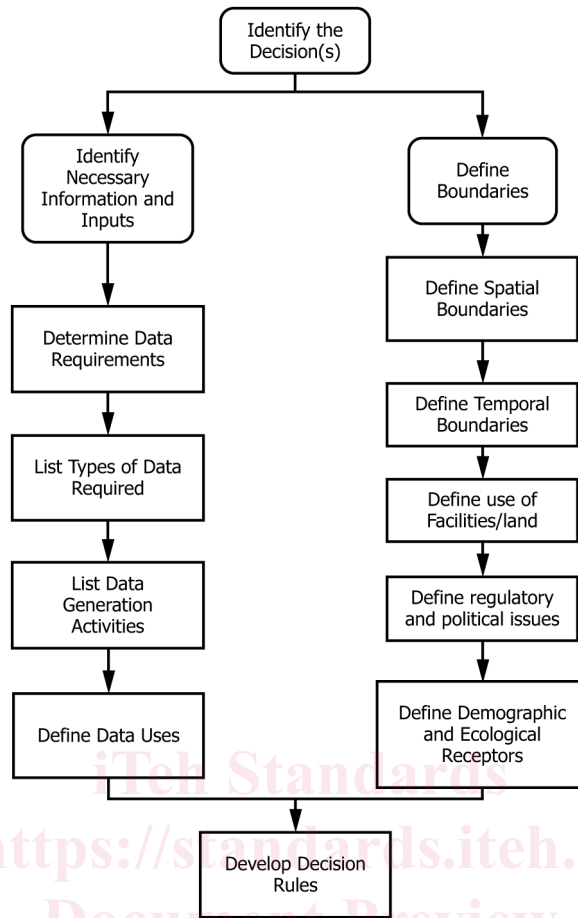 Identify the
Decision(s)
Identify
Necessary
Information and
Inputs
Determine Data
Requirements
List Types of Data
Required
List Data
Generation
Activities
Define Data Uses
Define
Boundaries
Define Spatial
Boundaries
Define Temporal
Boundaries
Define use of
Facilities/land
Define regulatory
and political issues
Define Demographic
and Ecological
Receptors
Develop Decision
Rules
iTeh Standards
https://standards.iteh.
Document Preview